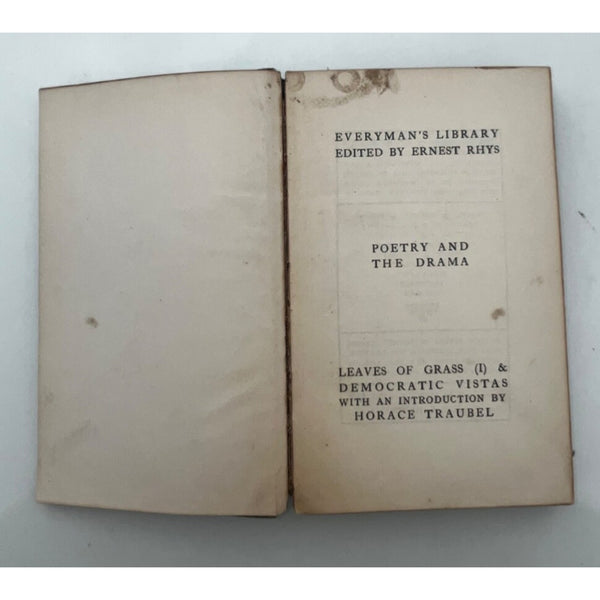 EVERYMAN'S LIBRARY
EDITED BY ERNEST RHYS
POETRY AND
THE DRAMA
LEAVES OF GRASS (I) &
DEMOCRATIC VISTAS
WITH AN INTRODUCTION BY
HORACE TRAUBEL